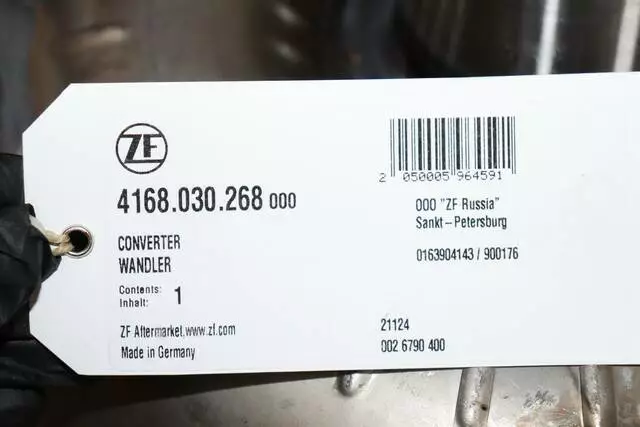 ZF
4168.030.268 000
CONVERTER
WANDLER
Contents:
Inhalt: 1
ZF Aftermarket,www.zf.com
Made in Germany
2 050005 964591
000 "ZF Russia"
Sankt-Petersburg
0163904143 / 900176
21124
002 6790 400